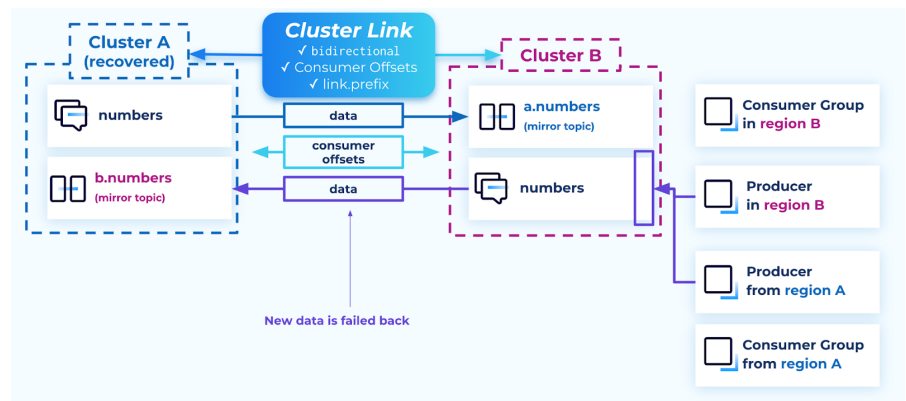 Cluster Link
✓ bidirectional
✓ Consumer Offsets
✓ link.prefix
Cluster A
(recovered)
Cluster B
numbers
data
a.numbers
(mirror topic)
consumer
offsets
b.numbers
(mirror topic)
data
numbers
New data is failed back
Consumer Group
in region B
Producer
in region B
Producer
from region A
Consumer Group
from region A